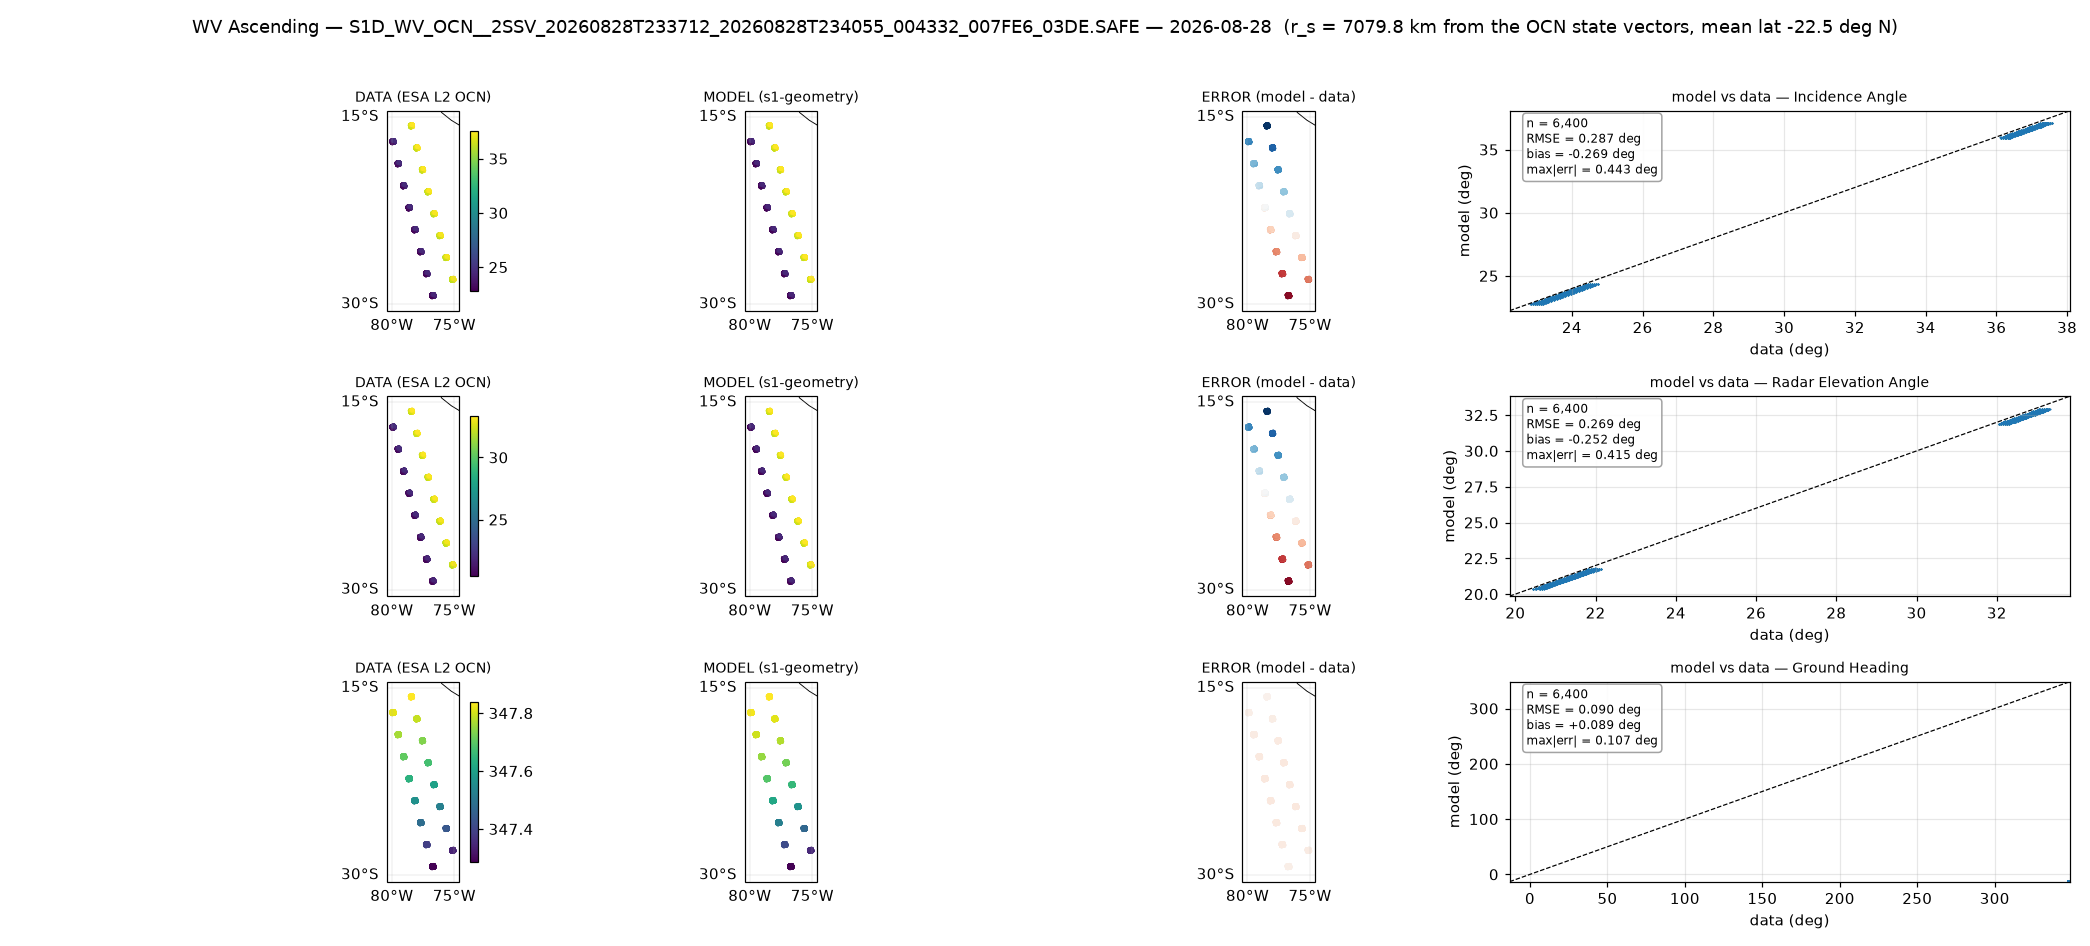 WV Ascending — S1D_WV_OCN__2SSV_20260828T233712_20260828T234055_004332_007FE6_03DE.SAFE — 2026-08-28  (r_s = 7079.8 km from the OCN state vectors, mean lat -22.5 deg N)
DATA (ESA L2 OCN)
15°S
30°S
80°W 75°W
35
30
25
MODEL (s1-geometry)
15°S
30°S
80°W 75°W
ERROR (model - data)
15°S
30°S
80°W 75°W
model vs data — Incidence Angle
n = 6,400
RMSE = 0.287 deg
bias = -0.269 deg
max|err| = 0.443 deg
model (deg)
35
30
25
24 26 28 30 32 34 36 38
data (deg)
DATA (ESA L2 OCN)
15°S
30°S
80°W 75°W
30
25
MODEL (s1-geometry)
15°S
30°S
80°W 75°W
ERROR (model - data)
15°S
30°S
80°W 75°W
model vs data — Radar Elevation Angle
n = 6,400
RMSE = 0.269 deg
bias = -0.252 deg
max|err| = 0.415 deg
model (deg)
32.5
30.0
27.5
25.0
22.5
20.0
20 22 24 26 28 30 32
data (deg)
DATA (ESA L2 OCN)
15°S
30°S
80°W 75°W
347.8
347.6
347.4
MODEL (s1-geometry)
15°S
30°S
80°W 75°W
ERROR (model - data)
15°S
30°S
80°W 75°W
model vs data — Ground Heading
n = 6,400
RMSE = 0.090 deg
bias = +0.089 deg
max|err| = 0.107 deg
model (deg)
300
200
100
0
0 50 100 150 200 250 300
data (deg)